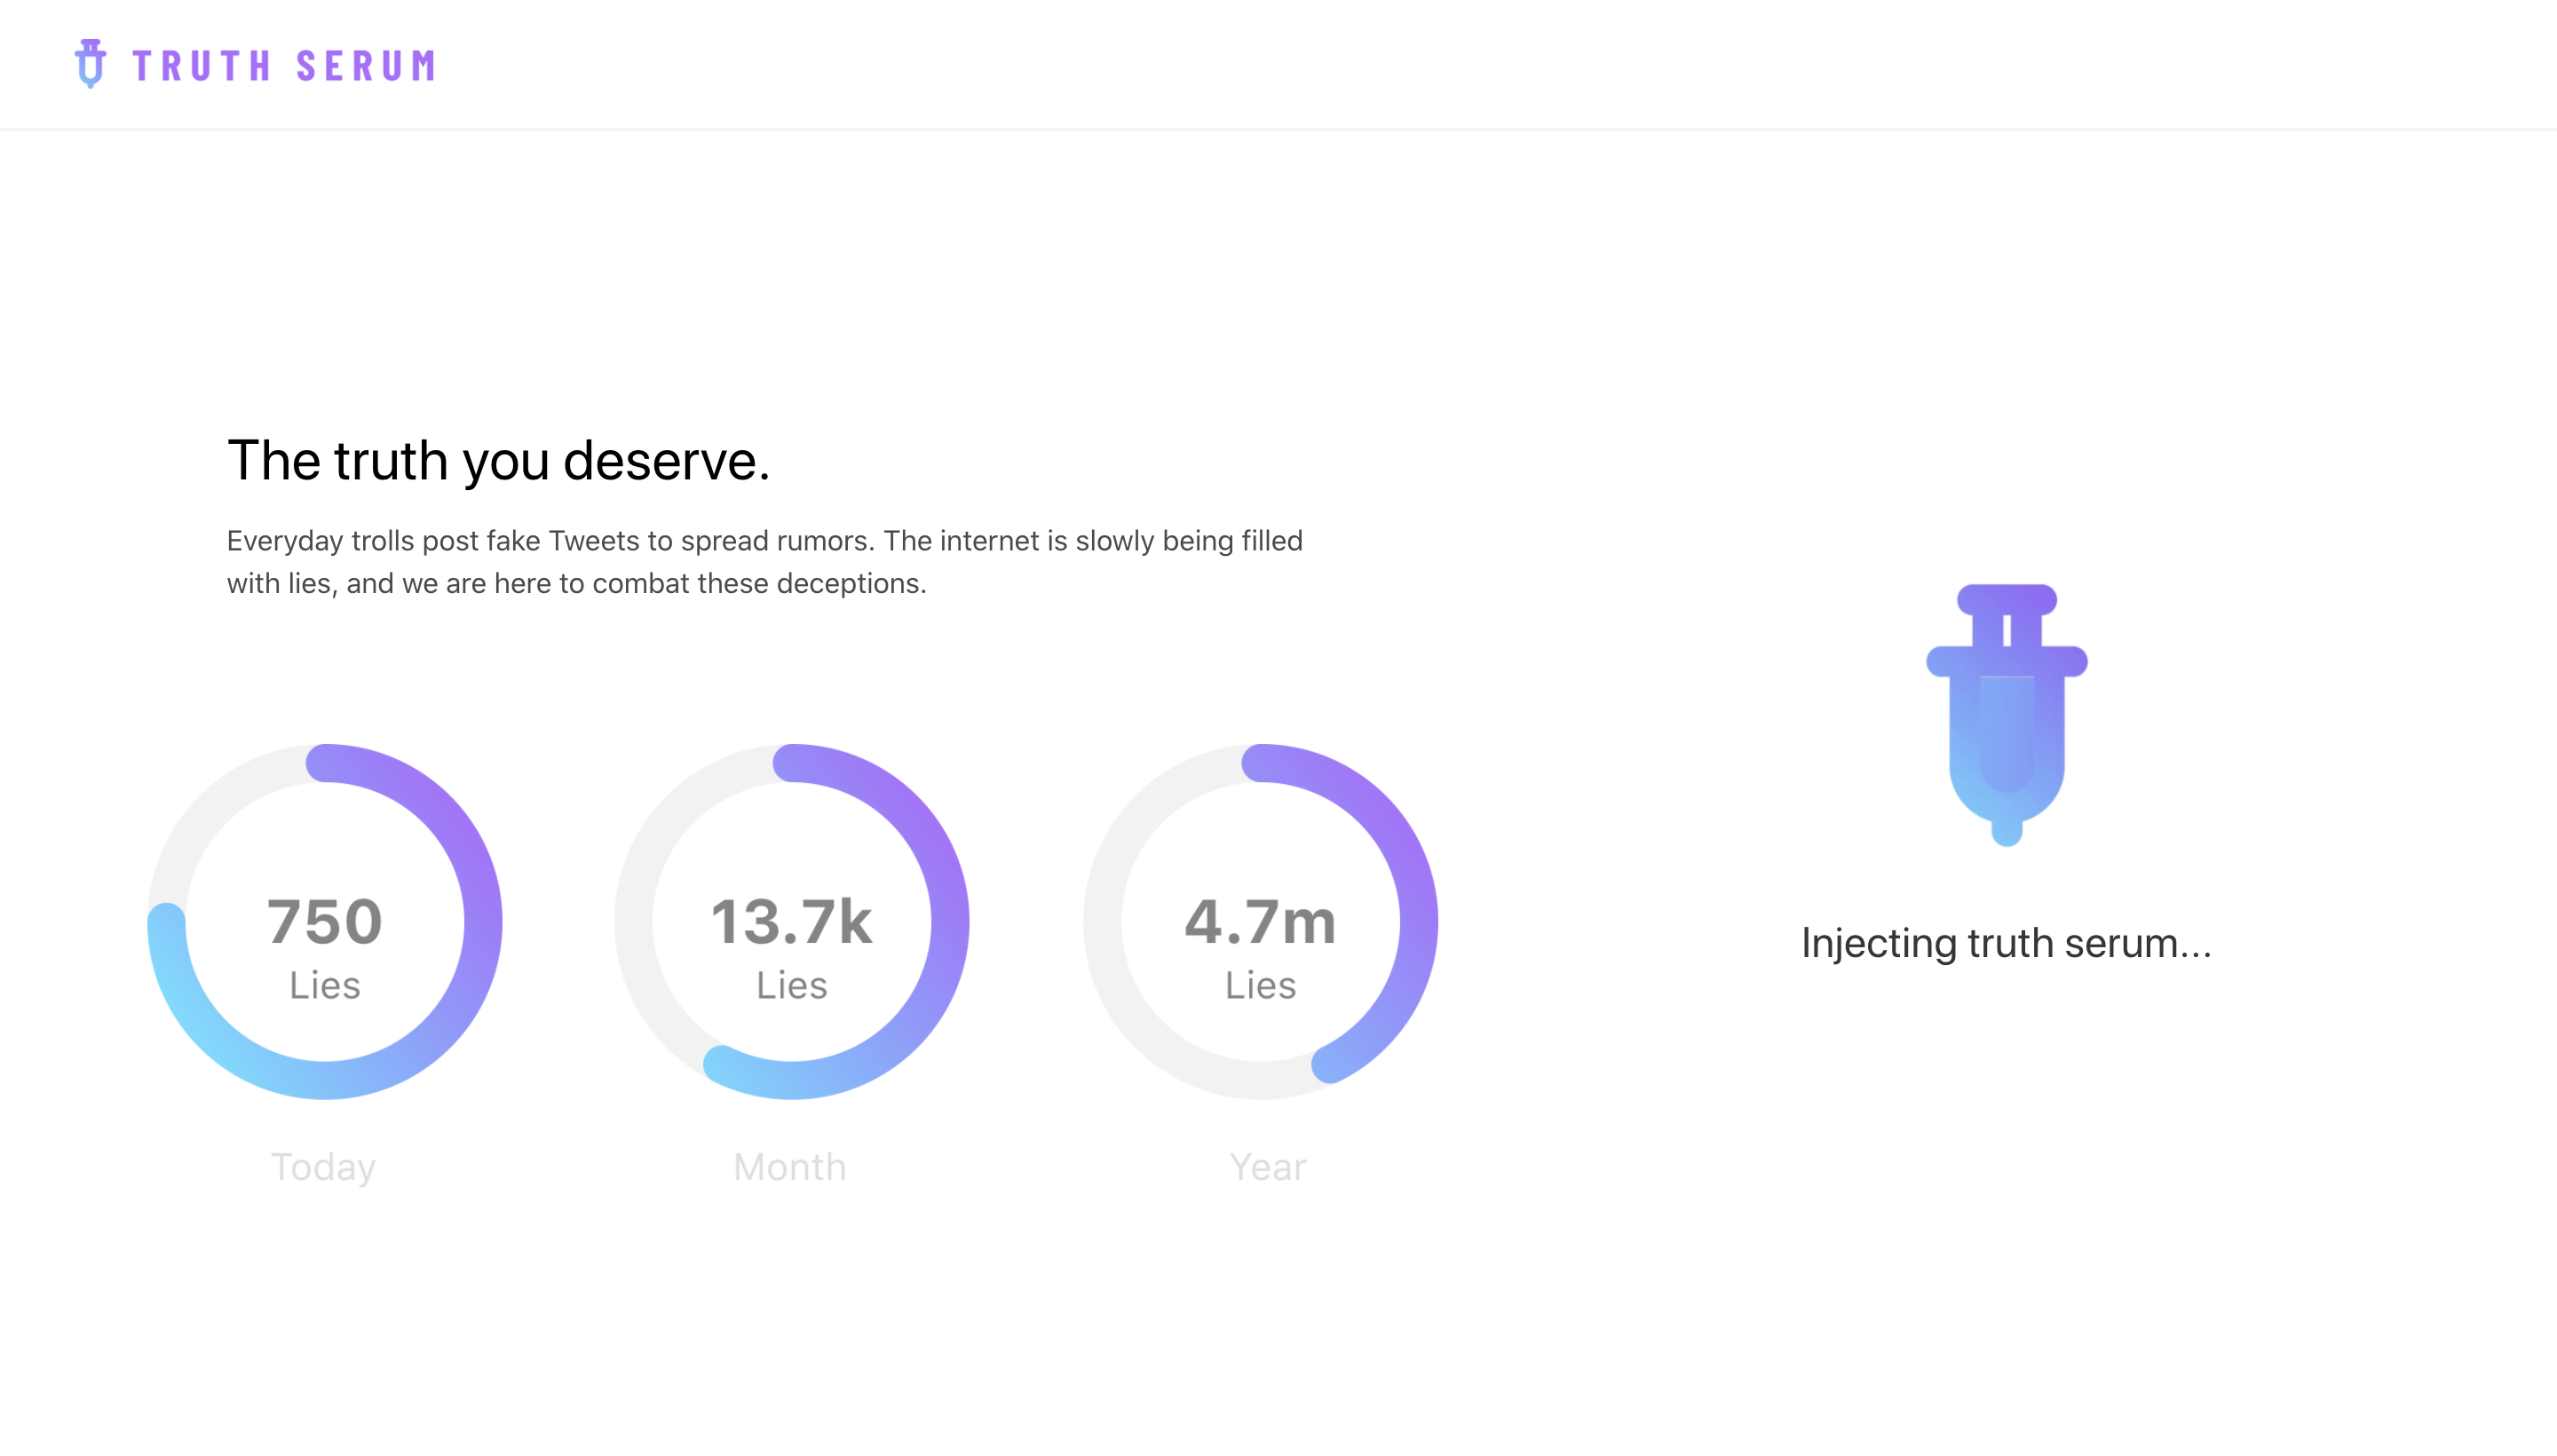 TRUTH SERUM
The truth you deserve.
Everyday trolls post fake Tweets to spread rumors. The internet is slowly being filled
with lies, and we are here to combat these deceptions.
750
Lies
Today
13.7k
Lies
Month
4.7m
Lies
Year
Injecting truth serum...